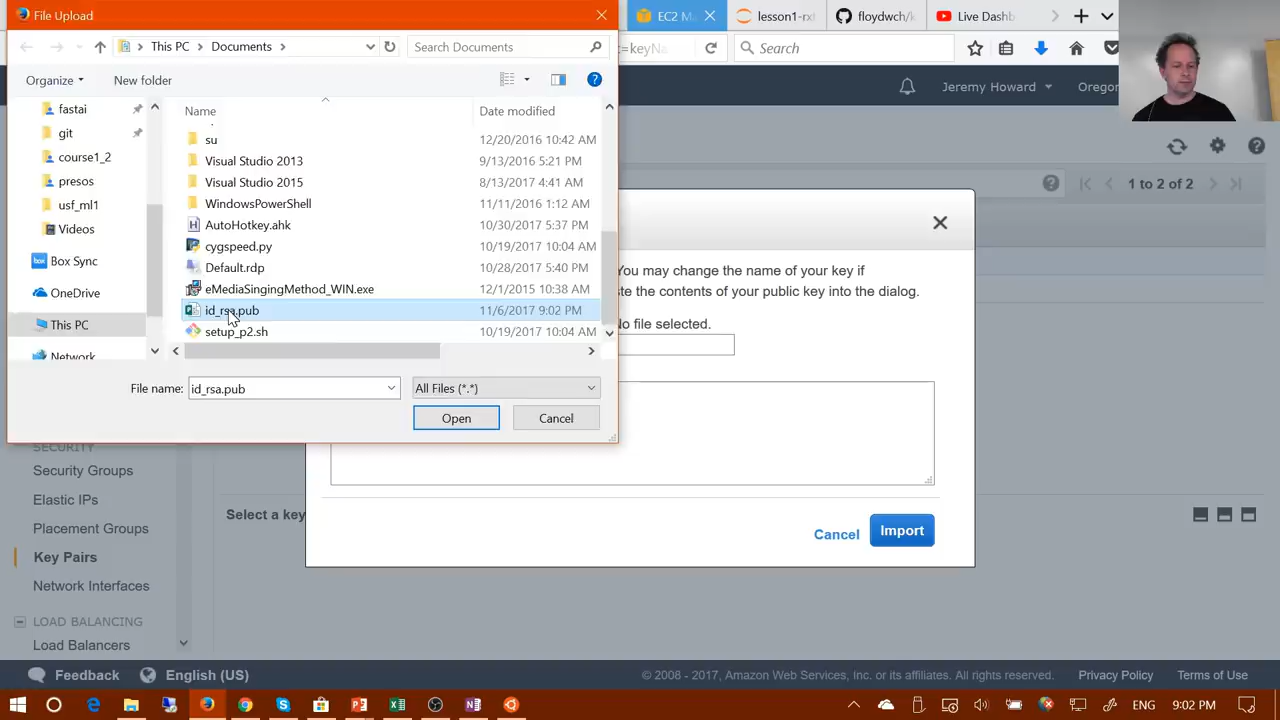 File Upload
EC2 M
lesson1-rx
floydwch/k
Live Dashb
This PC
Documents
Search Documents
=keyNa
Search
Organize
New folder
Jeremy Howard
Orego
Name
Date modified
fastai
git
course1_2
presos
usf_ml1
Videos
Box Sync
OneDrive
This PC
Network
su 12/20/2016 10:42 AM
Visual Studio 2013 9/13/2016 5:21 PM
Visual Studio 2015 8/13/2017 4:41 AM
WindowsPowerShell 11/11/2016 1:12 AM
AutoHotkey.ahk 10/30/2017 5:37 PM
cygspeed.py 10/19/2017 10:04 AM
Default.rdp 10/28/2017 5:40 PM
eMediaSingingMethod_WIN.exe 12/1/2015 10:38 AM
id_rsa.pub 11/6/2017 9:02 PM
setup_p2.sh 10/19/2017 10:04 AM
File name: id_rsa.pub
All Files (*.*)
Open
Cancel
1 to 2 of 2
You may change the name of your key if
ste the contents of your public key into the dialog.
No file selected.
Cancel
Import
SECURITY
Security Groups
Elastic IPs
Placement Groups
Key Pairs
Network Interfaces
LOAD BALANCING
Load Balancers
Select a key
Feedback
English (US)
© 2008 - 2017, Amazon Web Services, Inc. or its affiliates. All rights reserved.
Privacy Policy
Terms of Use
ENG
9:02 PM